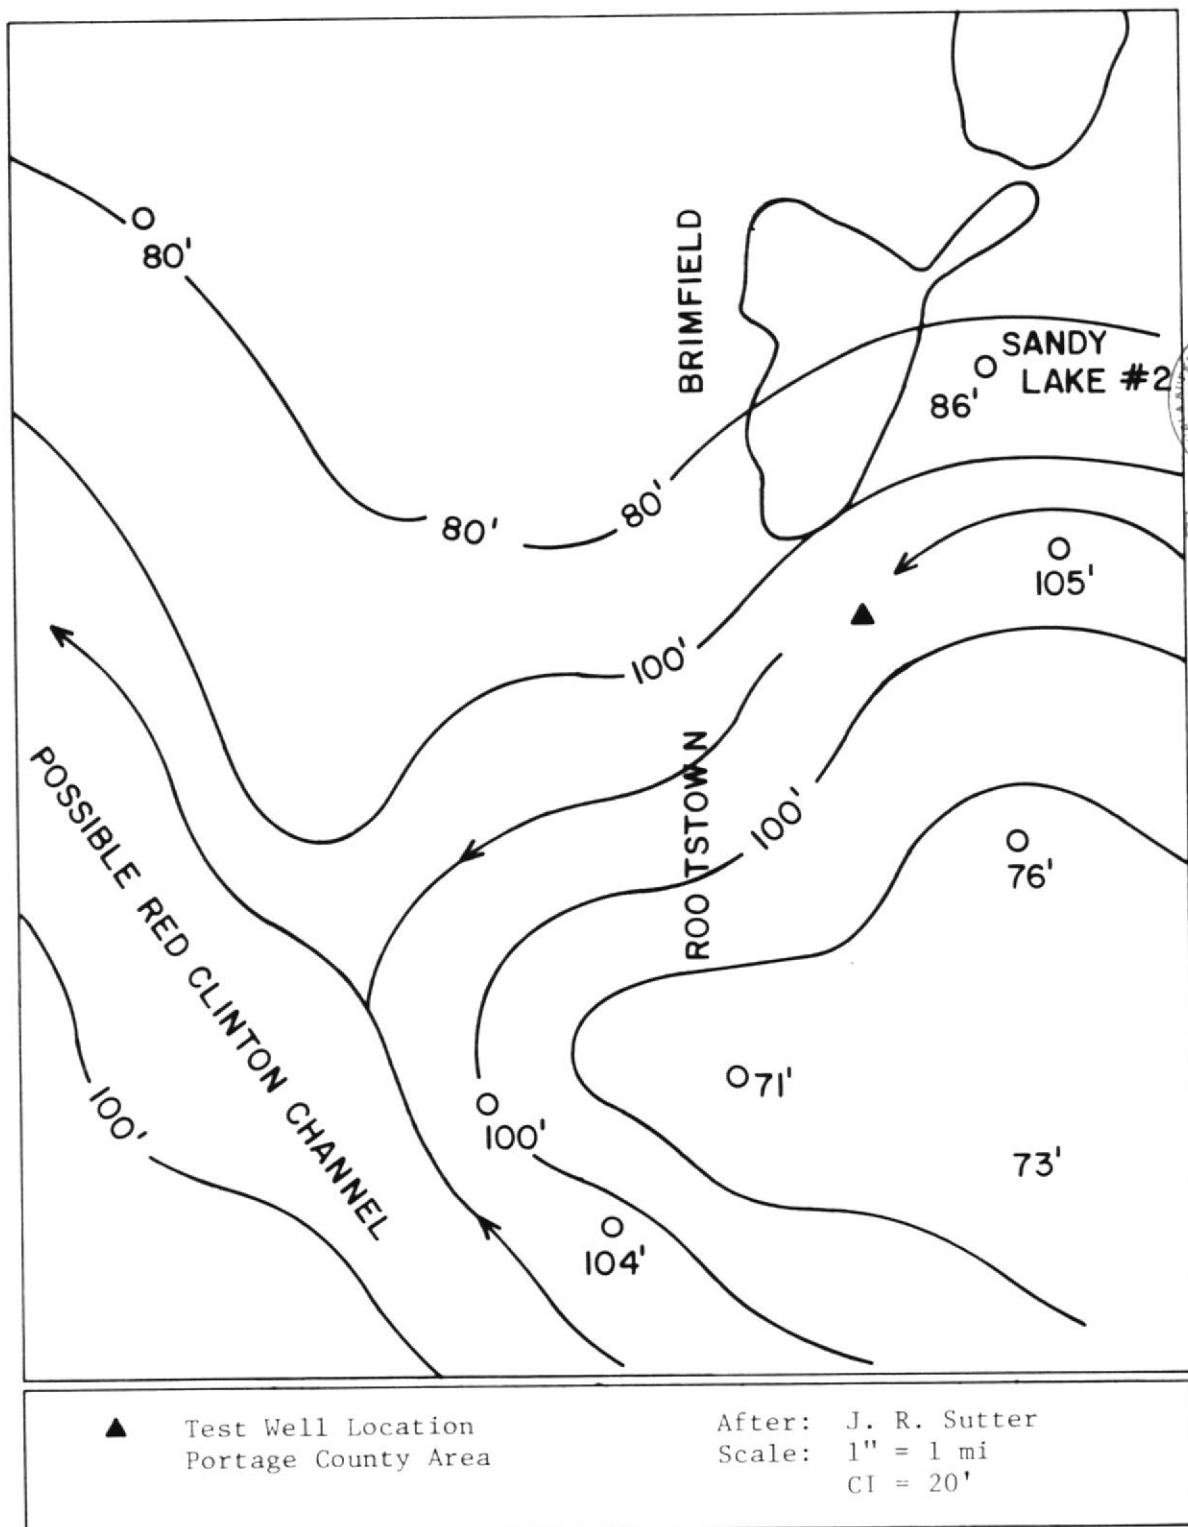 80'
BRIMFIELD
SANDY
LAKE #2
86'
80'
80'
105'
100'
POSSIBLE RED CLINTON CHANNEL
ROOTSTOWN
100'
76'
100'
71'
100'
73'
104'
▲ Test Well Location
Portage County Area
After: J. R. Sutter
Scale: 1" = 1 mi
CI = 20'